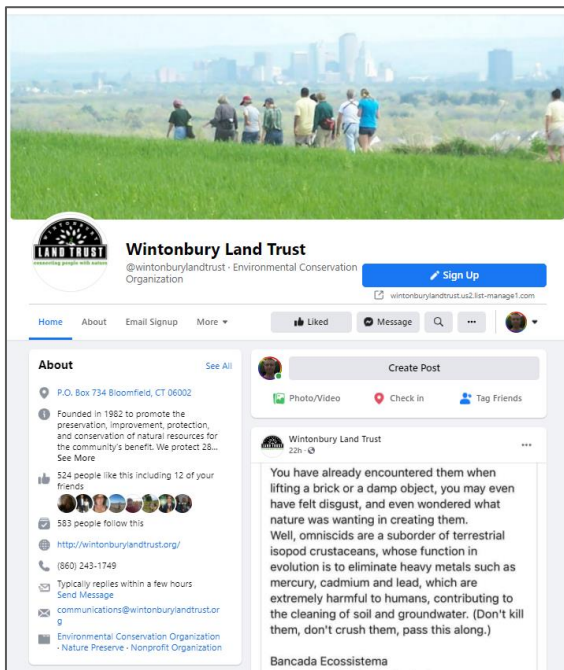 WINTONBURY
LAND TRUST
connecting people with nature
Wintonbury Land Trust
@wintonburylandtrust · Environmental Conservation
Organization
Sign Up
wintonburylandtrust.us2.list-manage1.com
Home
About
Email Signup
More
Liked
Message
About
See All
P.O. Box 734 Bloomfield, CT 06002
Founded in 1982 to promote the
preservation, improvement, protection,
and conservation of natural resources for
the community's benefit. We protect 28...
See More
524 people like this including 12 of your
friends
583 people follow this
http://wintonburylandtrust.org/
(860) 243-1749
Typically replies within a few hours
Send Message
communications@wintonburylandtrust.or
g
Environmental Conservation Organization
· Nature Preserve · Nonprofit Organization
Create Post
Photo/Video
Check in
Tag Friends
LAND TRUST
Wintonbury Land Trust
22h ·
You have already encountered them when
lifting a brick or a damp object, you may even
have felt disgust, and even wondered what
nature was wanting in creating them.
Well, omniscids are a suborder of terrestrial
isopod crustaceans, whose function in
evolution is to eliminate heavy metals such as
mercury, cadmium and lead, which are
extremely harmful to humans, contributing to
the cleaning of soil and groundwater. (Don't kill
them, don't crush them, pass this along.)
Bancada Ecossistema